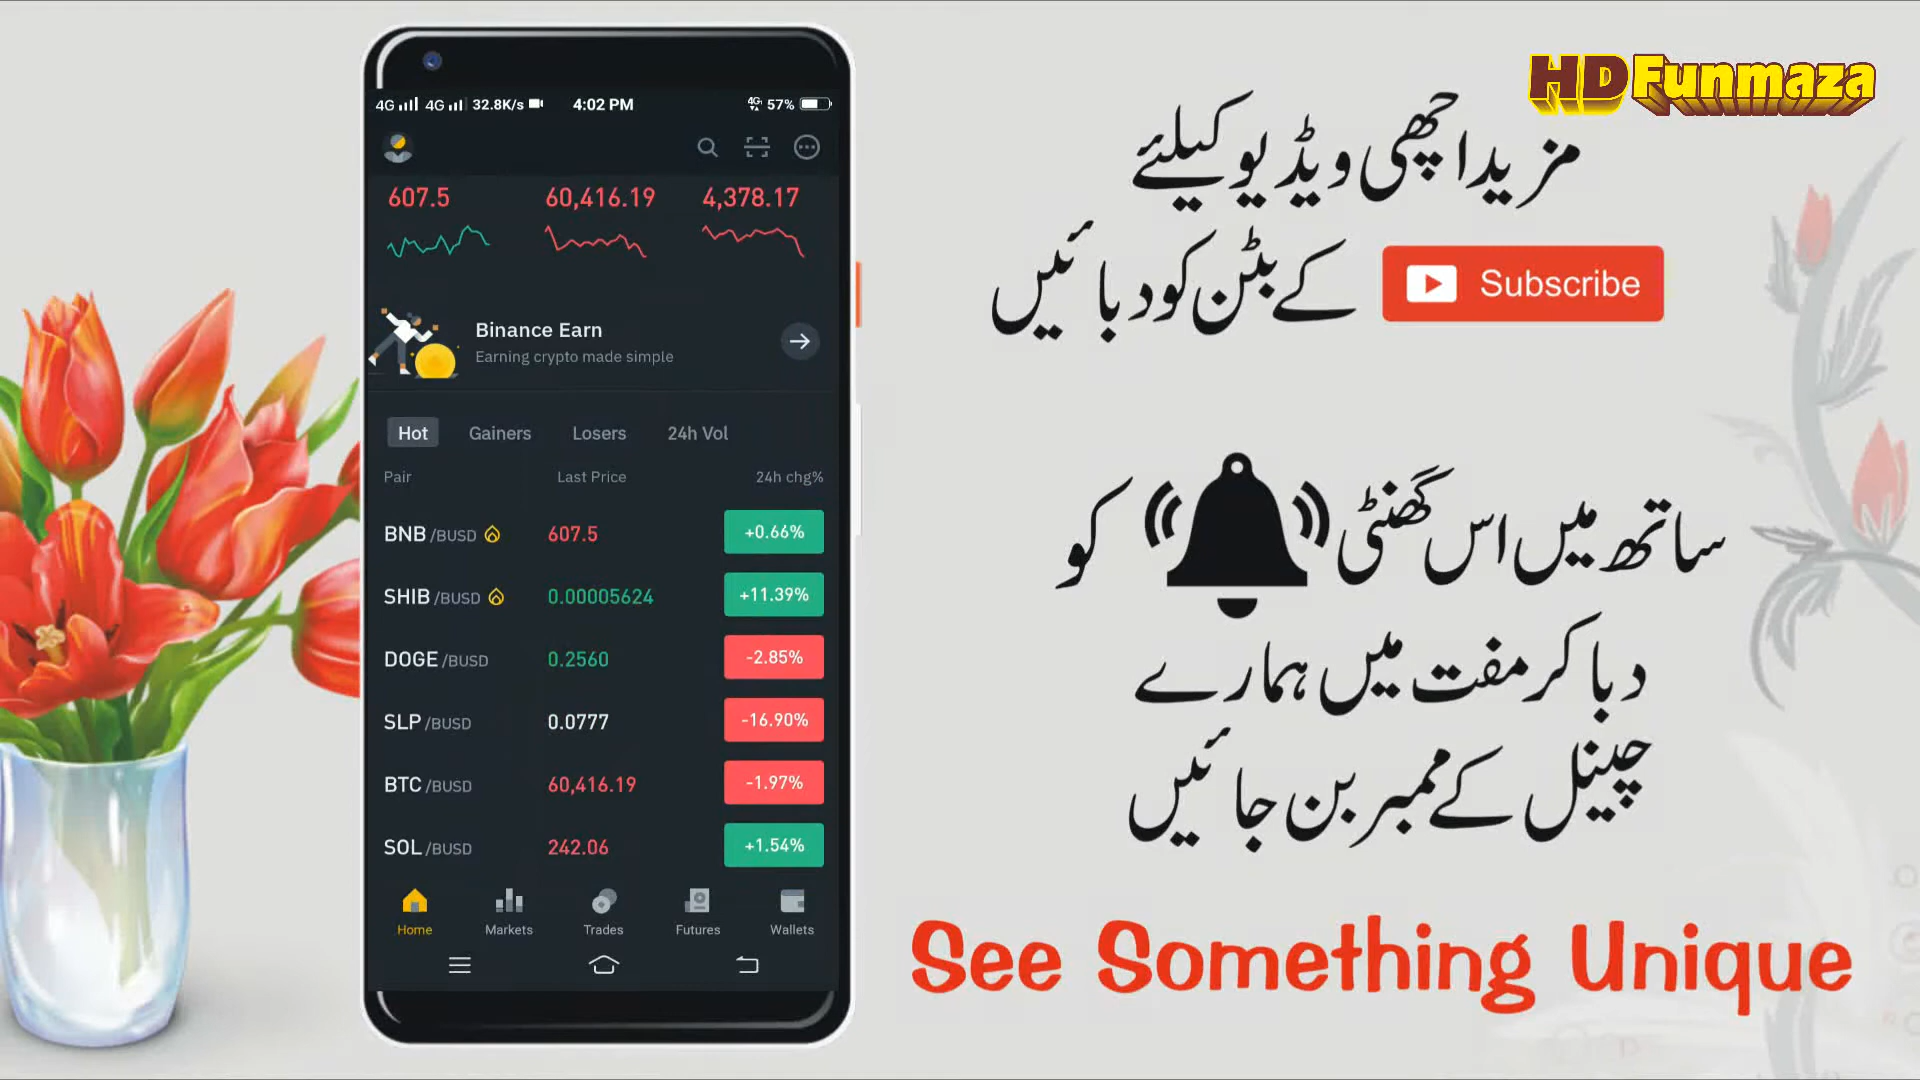 4G 4G 32.8K/s 4:02 PM 4G 57%
607.5 60,416.19 4,378.17
Binance Earn
Earning crypto made simple
Hot Gainers Losers 24h Vol
Pair Last Price 24h chg%
BNB /BUSD 607.5 +0.66%
SHIB /BUSD 0.00005624 +11.39%
DOGE /BUSD 0.2560 -2.85%
SLP /BUSD 0.0777 -16.90%
BTC /BUSD 60,416.19 -1.97%
SOL /BUSD 242.06 +1.54%
Home Markets Trades Futures Wallets
HD Funmaza
مزید اچھی ویڈیو کیلئے
Subscribe کے بٹن کو دبائیں
ساتھ میں اس گھنٹی کو
دبا کر مفت میں ہمارے
چینل کے ممبر بن جائیں
See Something Unique